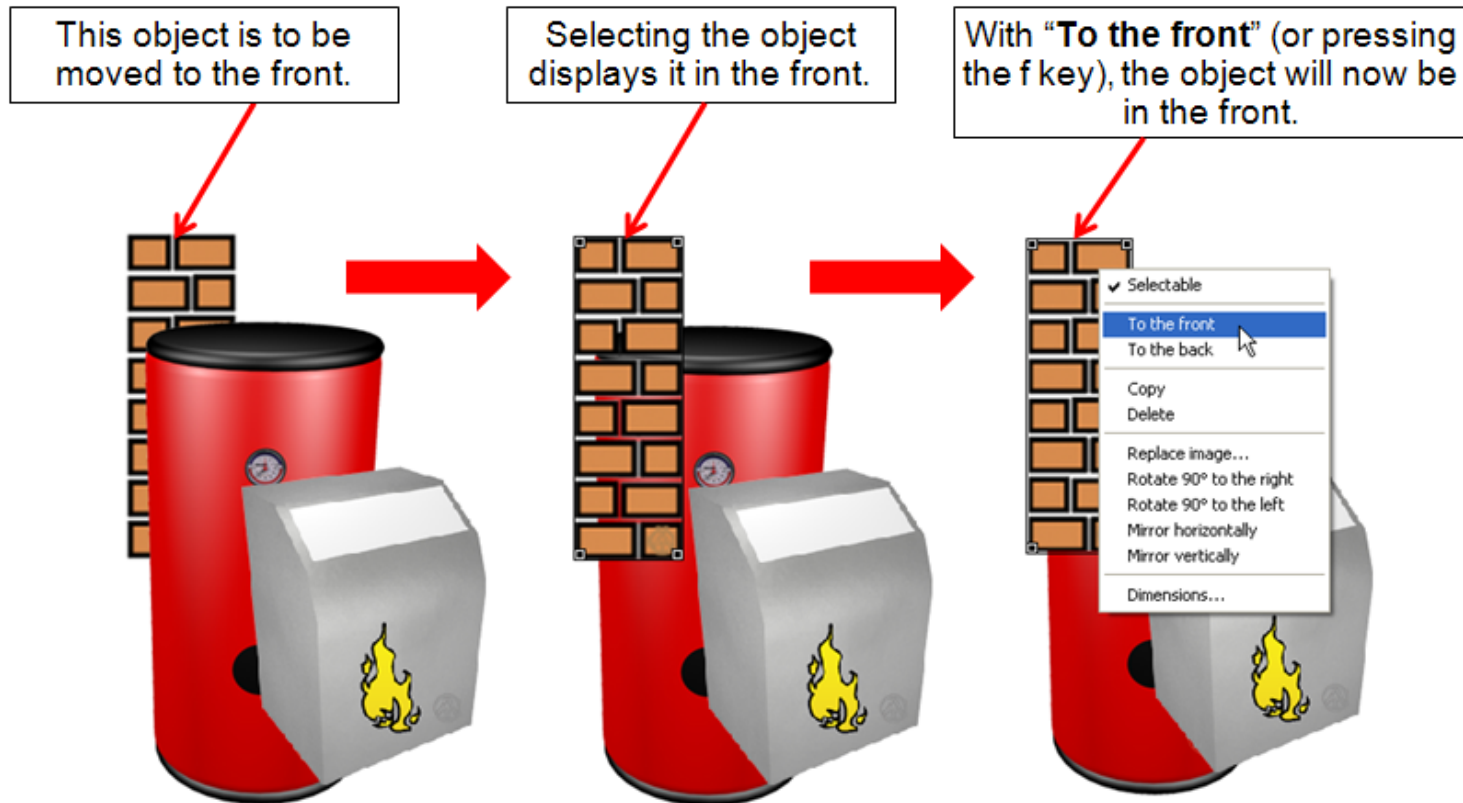 This object is to be
moved to the front.
Selecting the object
displays it in the front.
With “To the front” (or pressing
the f key), the object will now be
in the front.
Selectable
To the front
To the back
Copy
Delete
Replace image...
Rotate 90° to the right
Rotate 90° to the left
Mirror horizontally
Mirror vertically
Dimensions...